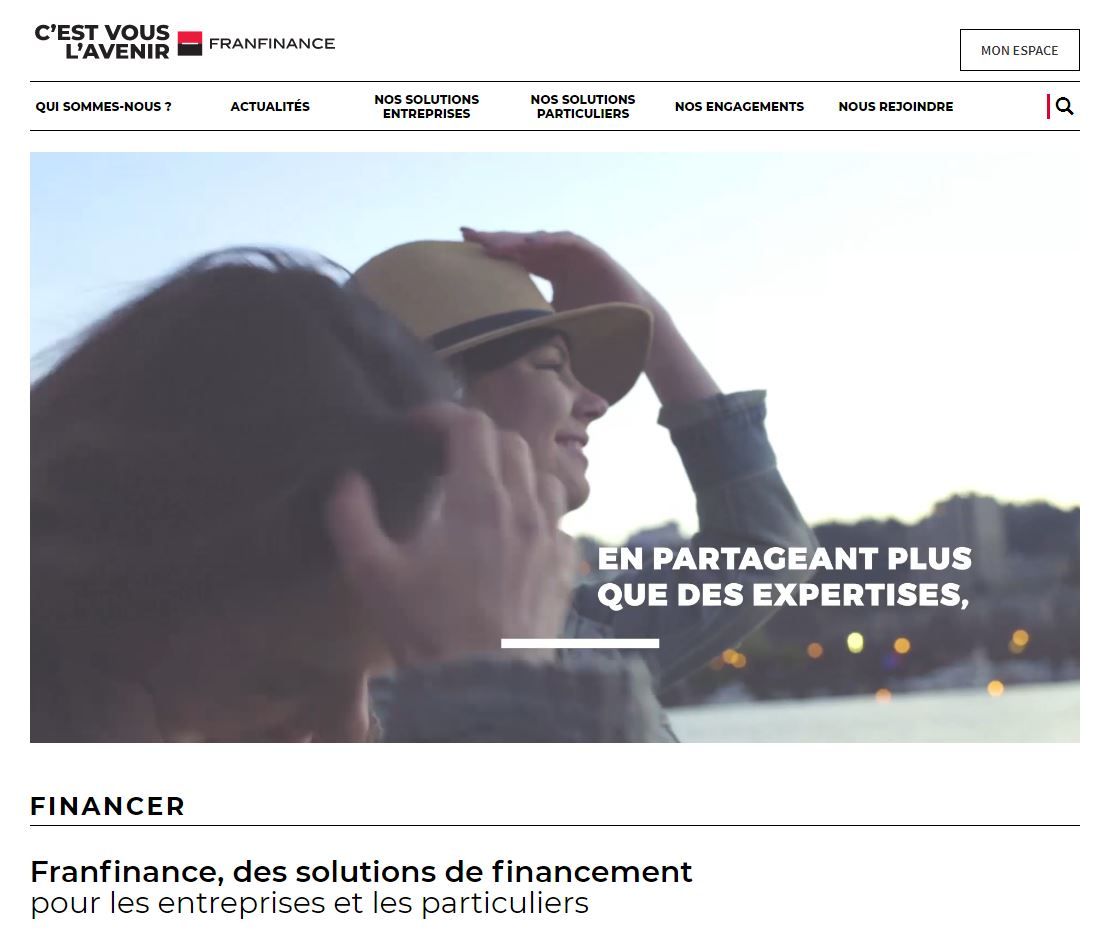 C'EST VOUS
L'AVENIR
FRANFINANCE
MON ESPACE
QUI SOMMES-NOUS ?
ACTUALITÉS
NOS SOLUTIONS
ENTREPRISES
NOS SOLUTIONS
PARTICULIERS
NOS ENGAGEMENTS
NOUS REJOINDRE
EN PARTAGEANT PLUS
QUE DES EXPERTISES,
FINANCER
Franfinance, des solutions de financement
pour les entreprises et les particuliers